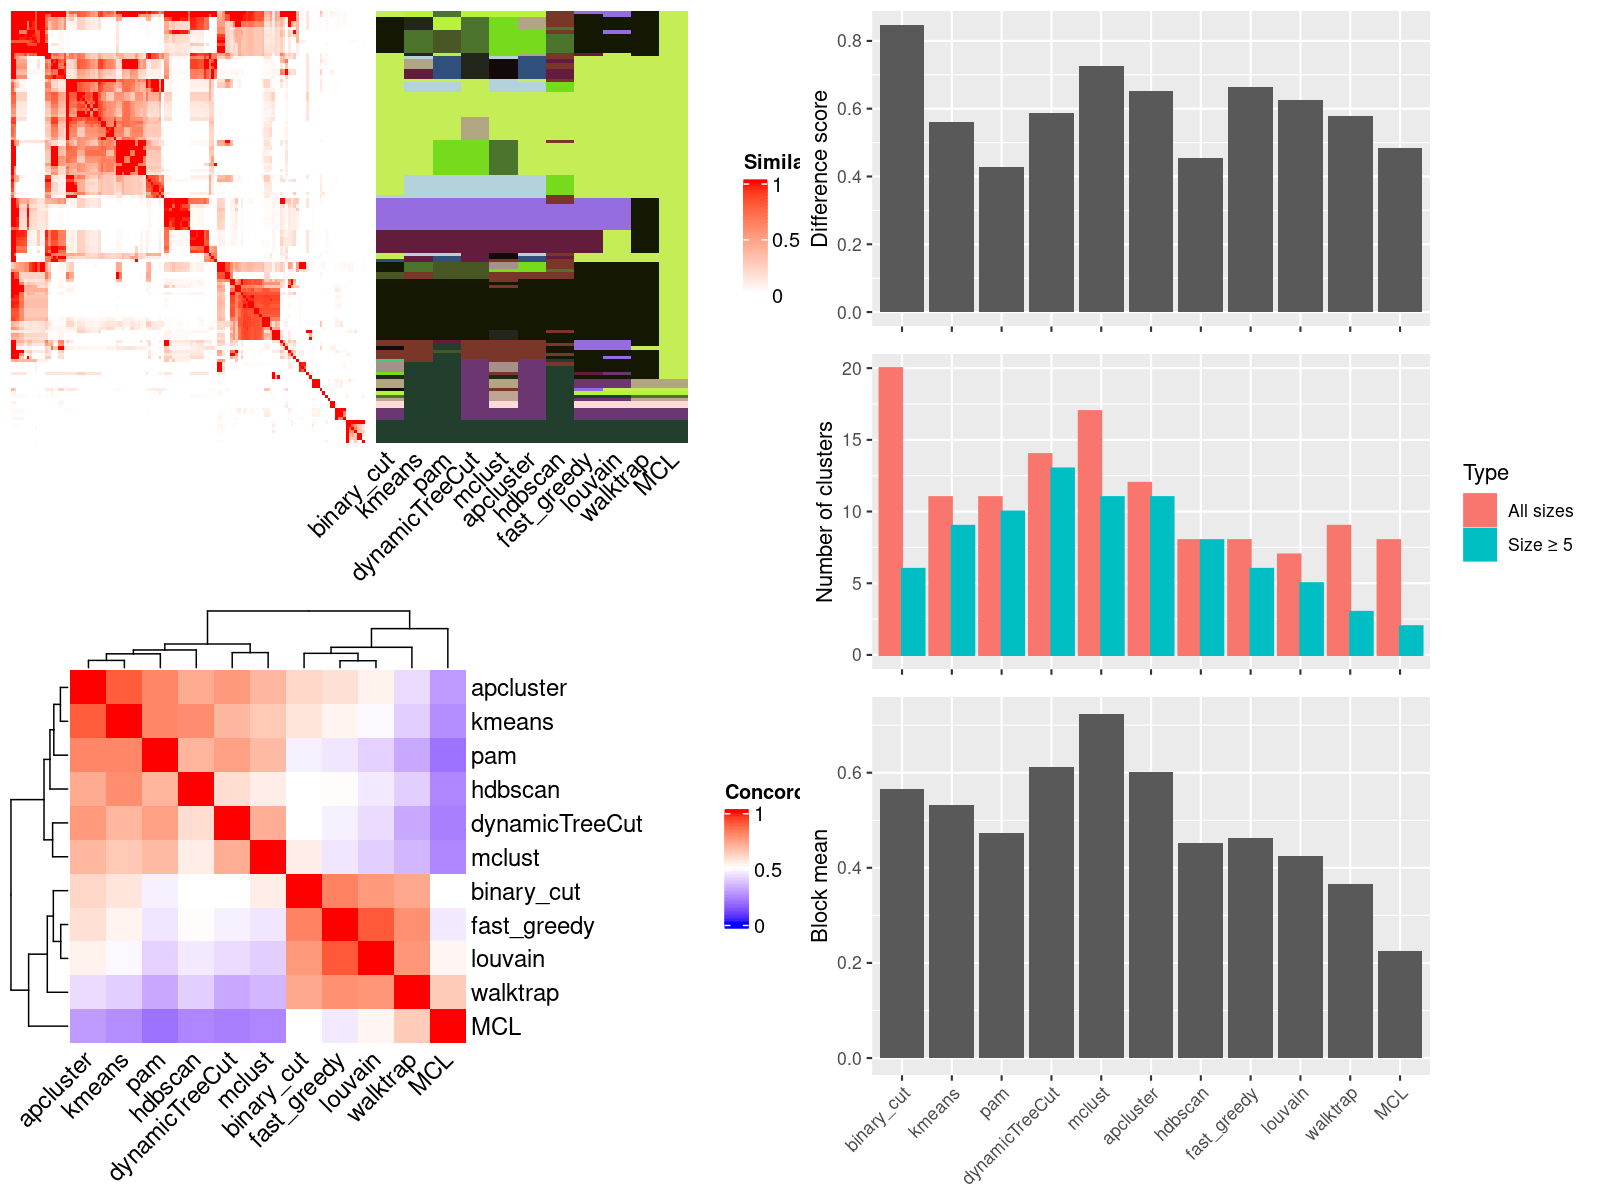 Simila
1
0.5
0
binary_cut
kmeans
pam
dynamicTreeCut
mclust
apcluster
hdbscan
fast_greedy
louvain
walktrap
MCL
Concord
1
0.5
0
apcluster
kmeans
pam
hdbscan
dynamicTreeCut
mclust
binary_cut
fast_greedy
louvain
walktrap
MCL
apcluster
kmeans
pam
hdbscan
dynamicTreeCut
mclust
binary_cut
fast_greedy
louvain
walktrap
MCL
Difference score
0.8
0.6
0.4
0.2
0.0
Number of clusters
20
15
10
5
0
Type
All sizes
Size ≥ 5
Block mean
0.6
0.4
0.2
0.0
binary_cut
kmeans
pam
dynamicTreeCut
mclust
apcluster
hdbscan
fast_greedy
louvain
walktrap
MCL